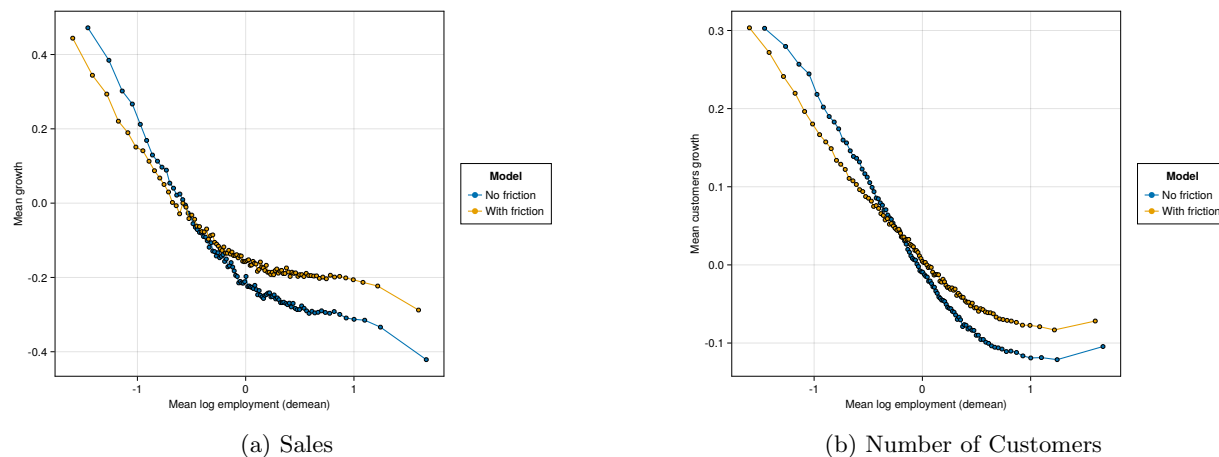 0.4
0.2
0.0
-0.2
-0.4
Mean growth
-1
0
1
Mean log employment (demean)
Model
No friction
With friction
(a) Sales
0.3
0.2
0.1
0.0
-0.1
Mean customers growth
-1
0
1
Mean log employment (demean)
Model
No friction
With friction
(b) Number of Customers